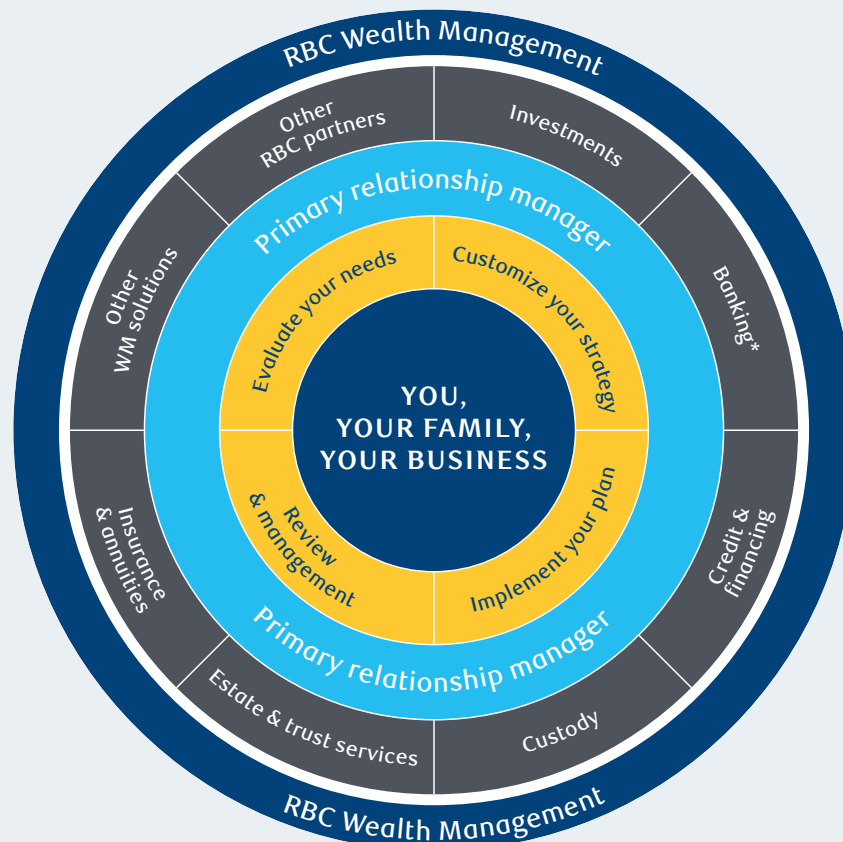 RBC Wealth Management
Other
RBC partners
Investments
Primary relationship manager
Other
WM solutions
Banking*
Evaluate your needs
Customize your strategy
YOU,
YOUR FAMILY,
YOUR BUSINESS
Insurance
& annuities
Review
& management
Implement your plan
Credit &
financing
Primary relationship manager
Estate & trust services
Custody
RBC Wealth Management